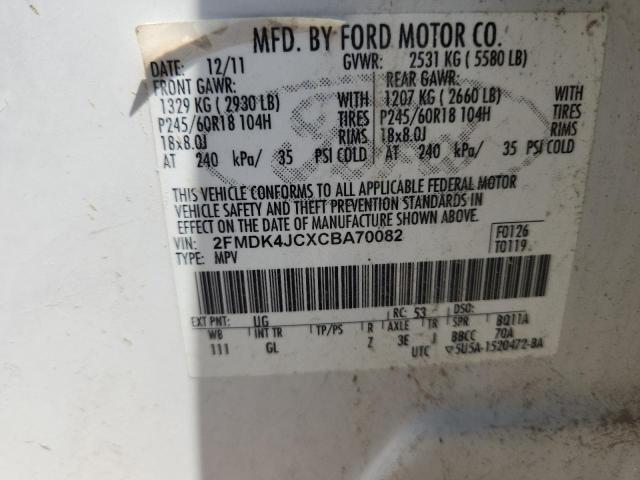 MFD. BY FORD MOTOR CO.
DATE: 12/11 GVWR: 2531 KG ( 5580 LB)
FRONT GAWR: REAR GAWR:
1329 KG ( 2930 LB) WITH 1207 KG ( 2660 LB) WITH
P245/60R18 104H TIRES P245/60R18 104H TIRES
18x8.0J RIMS 18x8.0J RIMS
AT 240 kPa/ 35 PSI COLD AT 240 kPa/ 35 PSI COLD
THIS VEHICLE CONFORMS TO ALL APPLICABLE FEDERAL MOTOR
VEHICLE SAFETY AND THEFT PREVENTION STANDARDS IN
EFFECT ON THE DATE OF MANUFACTURE SHOWN ABOVE.
VIN: 2FMDK4JCXCBA70082 F0126
TYPE: MPV T0119
EXT PNT: UG RC: 53 DSO:
WB INT TR TP/PS R AXLE TR SPR BQ11A
111 GL Z 3E J BBCC 70A
UTC ▽5U5A-1520472-BA
Ford